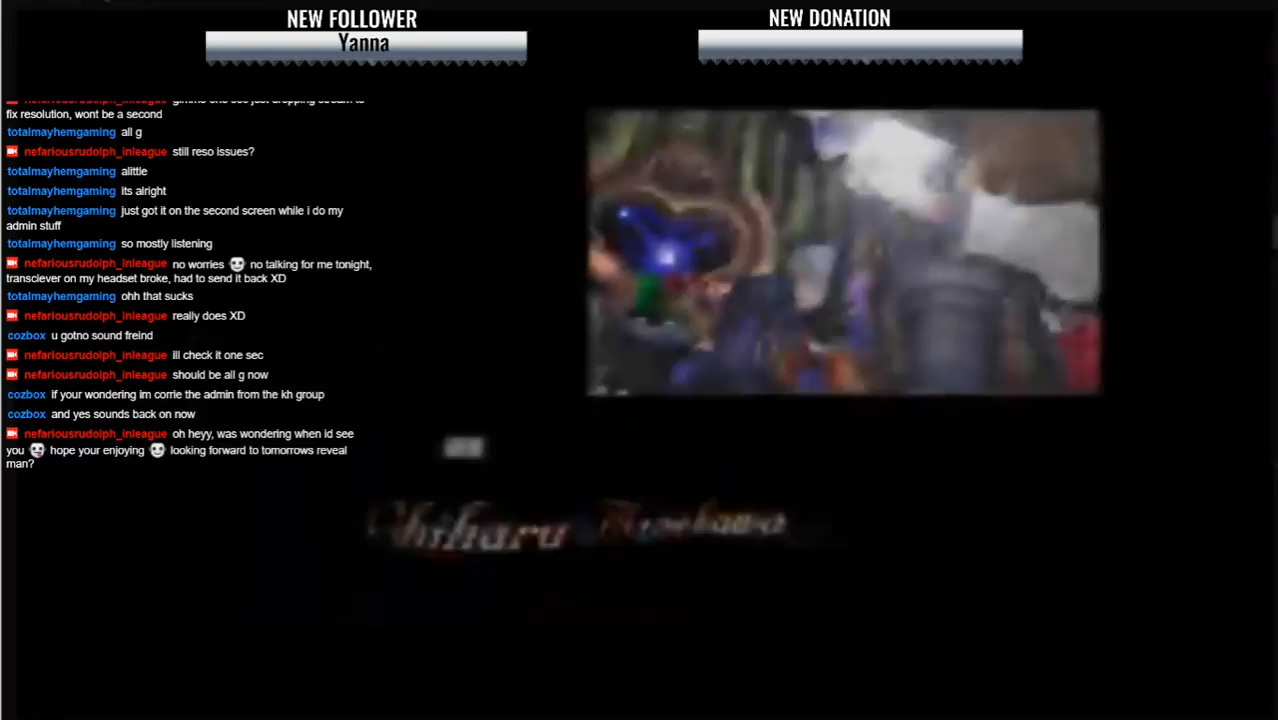 NEW FOLLOWER
Yanna
NEW DONATION
fix resolution, wont be a second
totalmayhemgaming all g
nefariousrudolph_inleague still reso issues?
totalmayhemgaming alittle
totalmayhemgaming its alright
totalmayhemgaming just got it on the second screen while i do my
admin stuff
totalmayhemgaming so mostly listening
nefariousrudolph_inleague no worries no talking for me tonight,
transciever on my headset broke, had to send it back XD
totalmayhemgaming ohh that sucks
nefariousrudolph_inleague really does XD
cozbox u gotno sound freind
nefariousrudolph_inleague ill check it one sec
nefariousrudolph_inleague should be all g now
cozbox if your wondering im corrie the admin from the kh group
cozbox and yes sounds back on now
nefariousrudolph_inleague oh heyy, was wondering when id see
you hope your enjoying looking forward to tomorrows reveal
man?
Chiharu